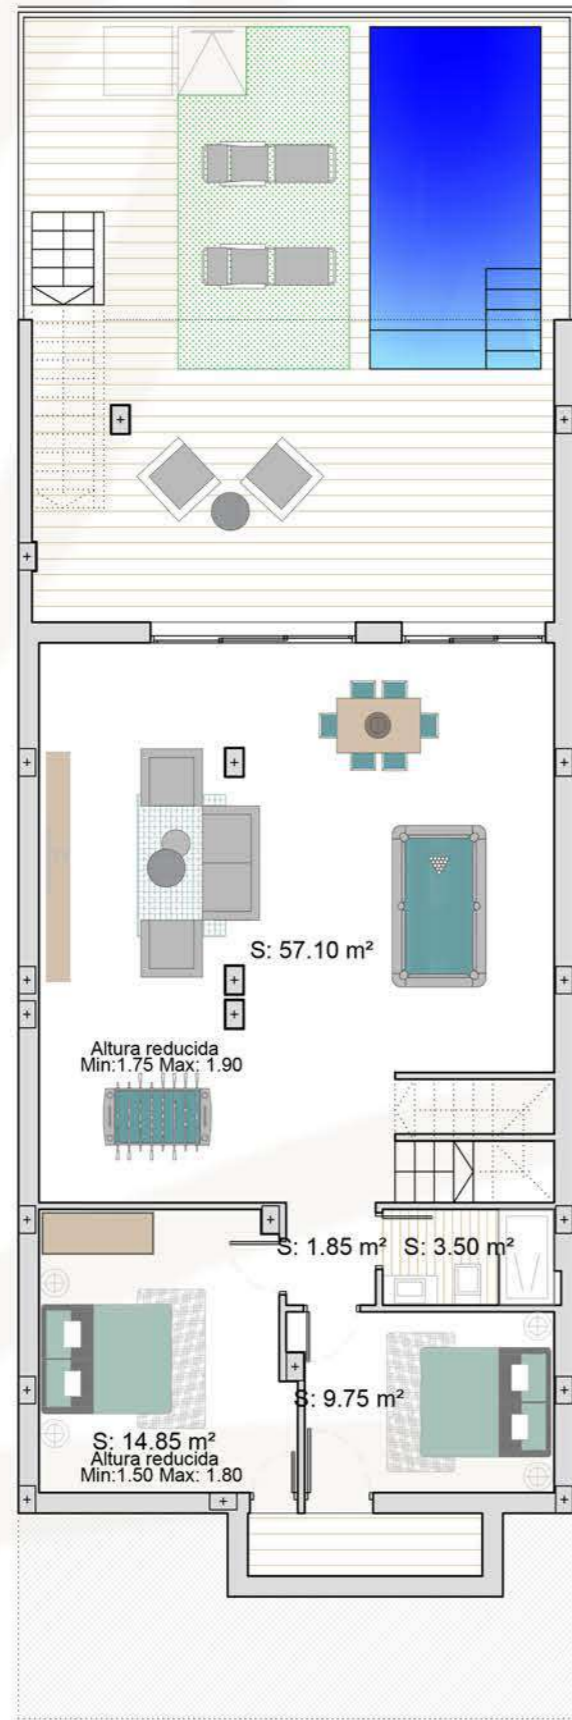 S: 57.10 m²
Altura reducida
Min:1.75 Max: 1.90
S: 1.85 m²
S: 3.50 m²
S: 9.75 m²
S: 14.85 m²
Altura reducida
Min:1.50 Max: 1.80